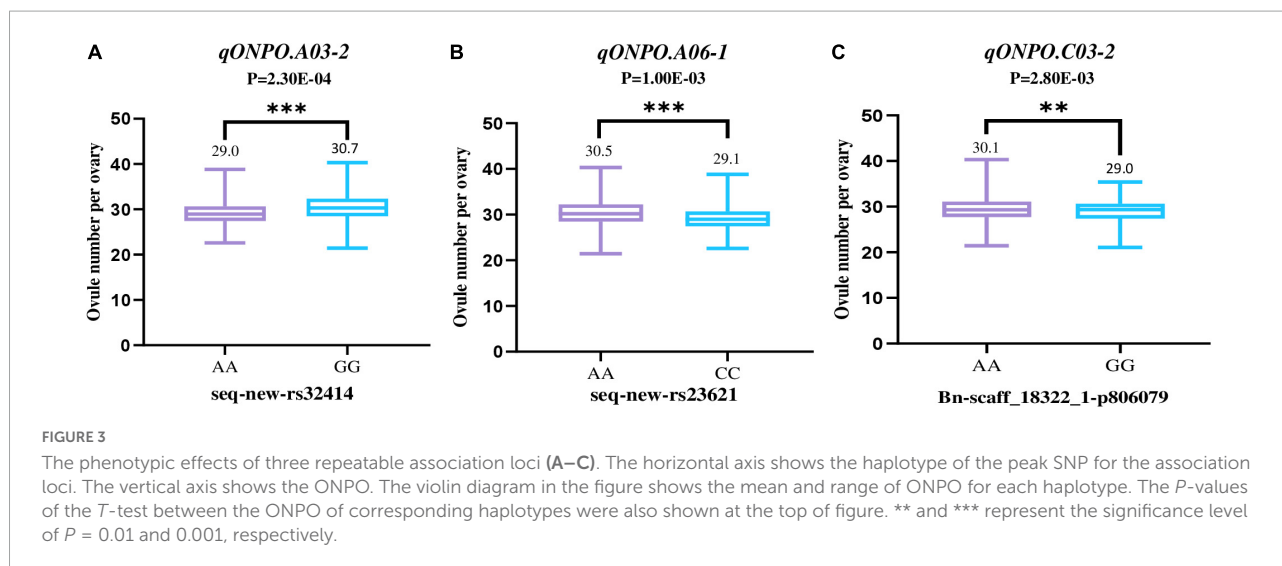 A
qONPO.A03-2
P=2.30E-04
***
29.0
30.7
50
40
30
20
10
0
Ovule number per ovary
AA
GG
seq-new-rs32414
B
qONPO.A06-1
P=1.00E-03
***
30.5
29.1
50
40
30
20
10
0
Ovule number per ovary
AA
CC
seq-new-rs23621
C
qONPO.C03-2
P=2.80E-03
**
30.1
29.0
50
40
30
20
10
0
Ovule number per ovary
AA
GG
Bn-scaff_18322_1-p806079
FIGURE 3
The phenotypic effects of three repeatable association loci (A–C). The horizontal axis shows the haplotype of the peak SNP for the association
loci. The vertical axis shows the ONPO. The violin diagram in the figure shows the mean and range of ONPO for each haplotype. The P-values
of the T-test between the ONPO of corresponding haplotypes were also shown at the top of figure. ** and *** represent the significance level
of P = 0.01 and 0.001, respectively.